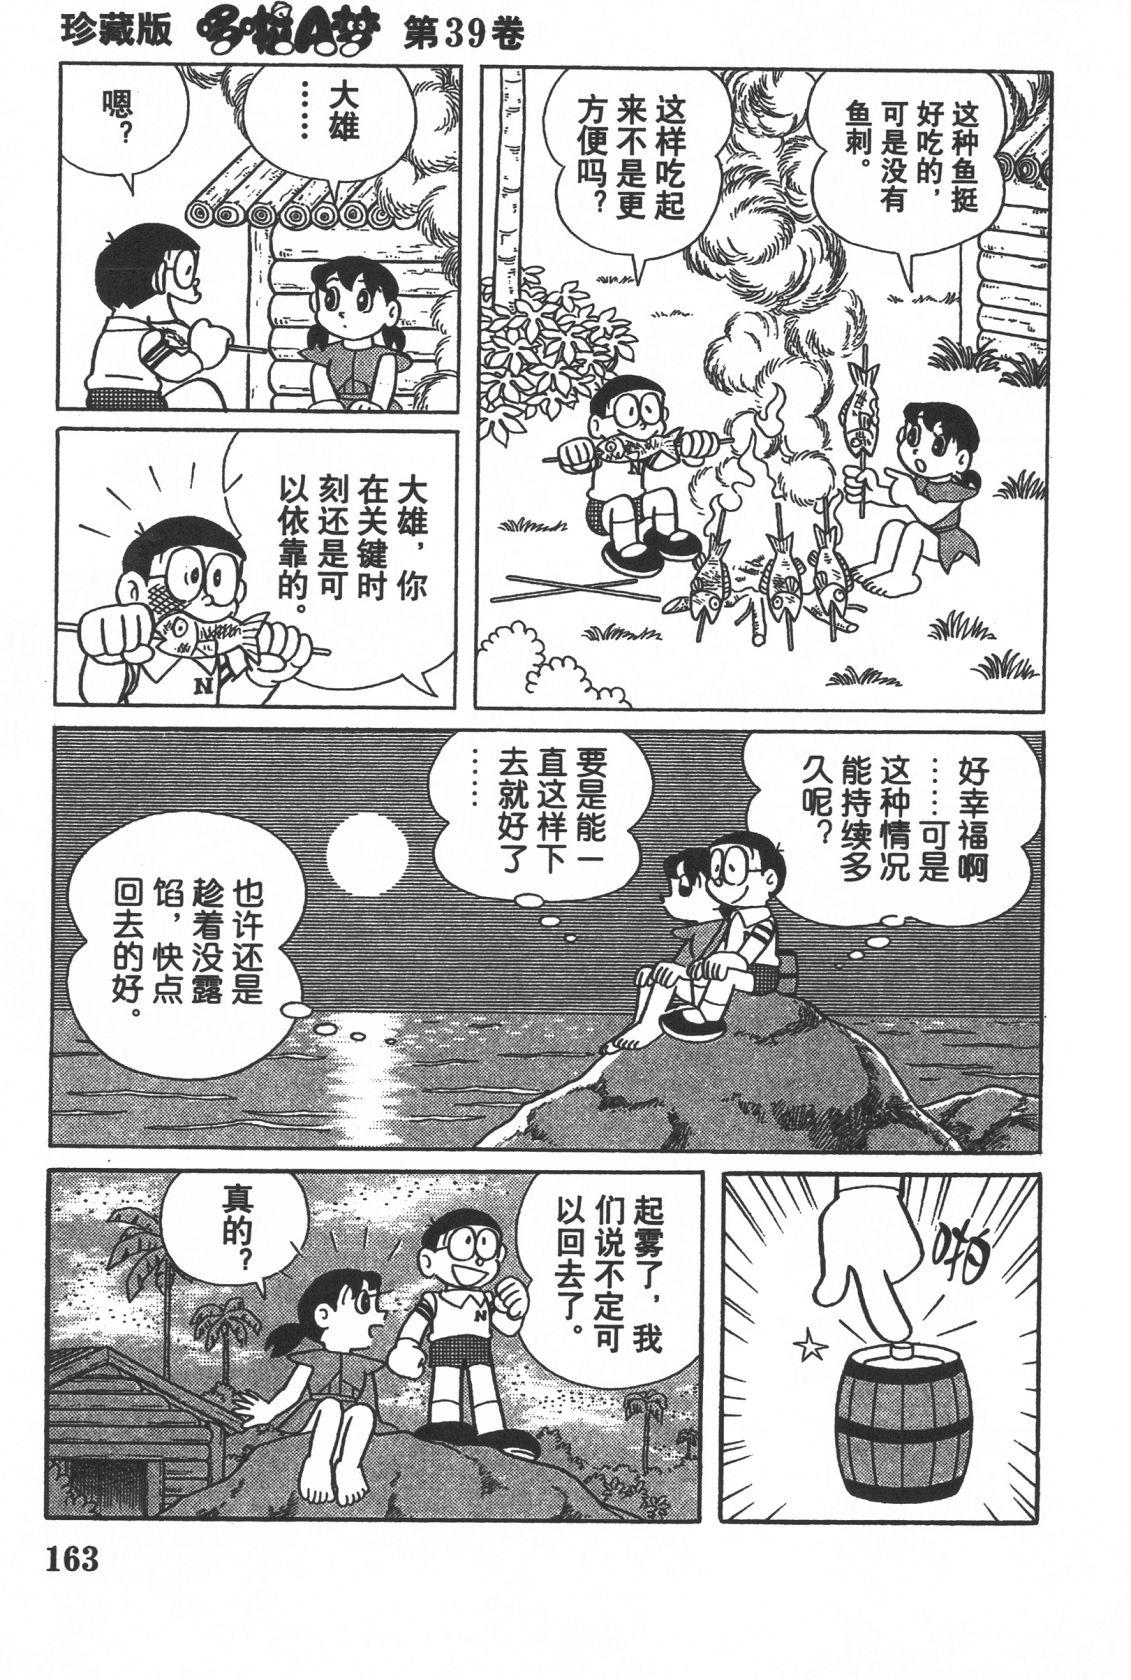 珍藏版 哆啦A梦 第39卷
这种鱼挺
好吃的，
可是没有
鱼刺。
这样吃起
来不是更
方便吗？
大雄
……
嗯？
大雄，你
在关键时
刻还是可
以依靠的。
好幸福啊
……可是
这种情况
能持续多
久呢？
要是能一
直这样下
去就好了
……
也许还是
趁着没露
馅，快点
回去的好。
啪
起雾了，我
们说不定可
以回去了。
真的？
N
N
N
163